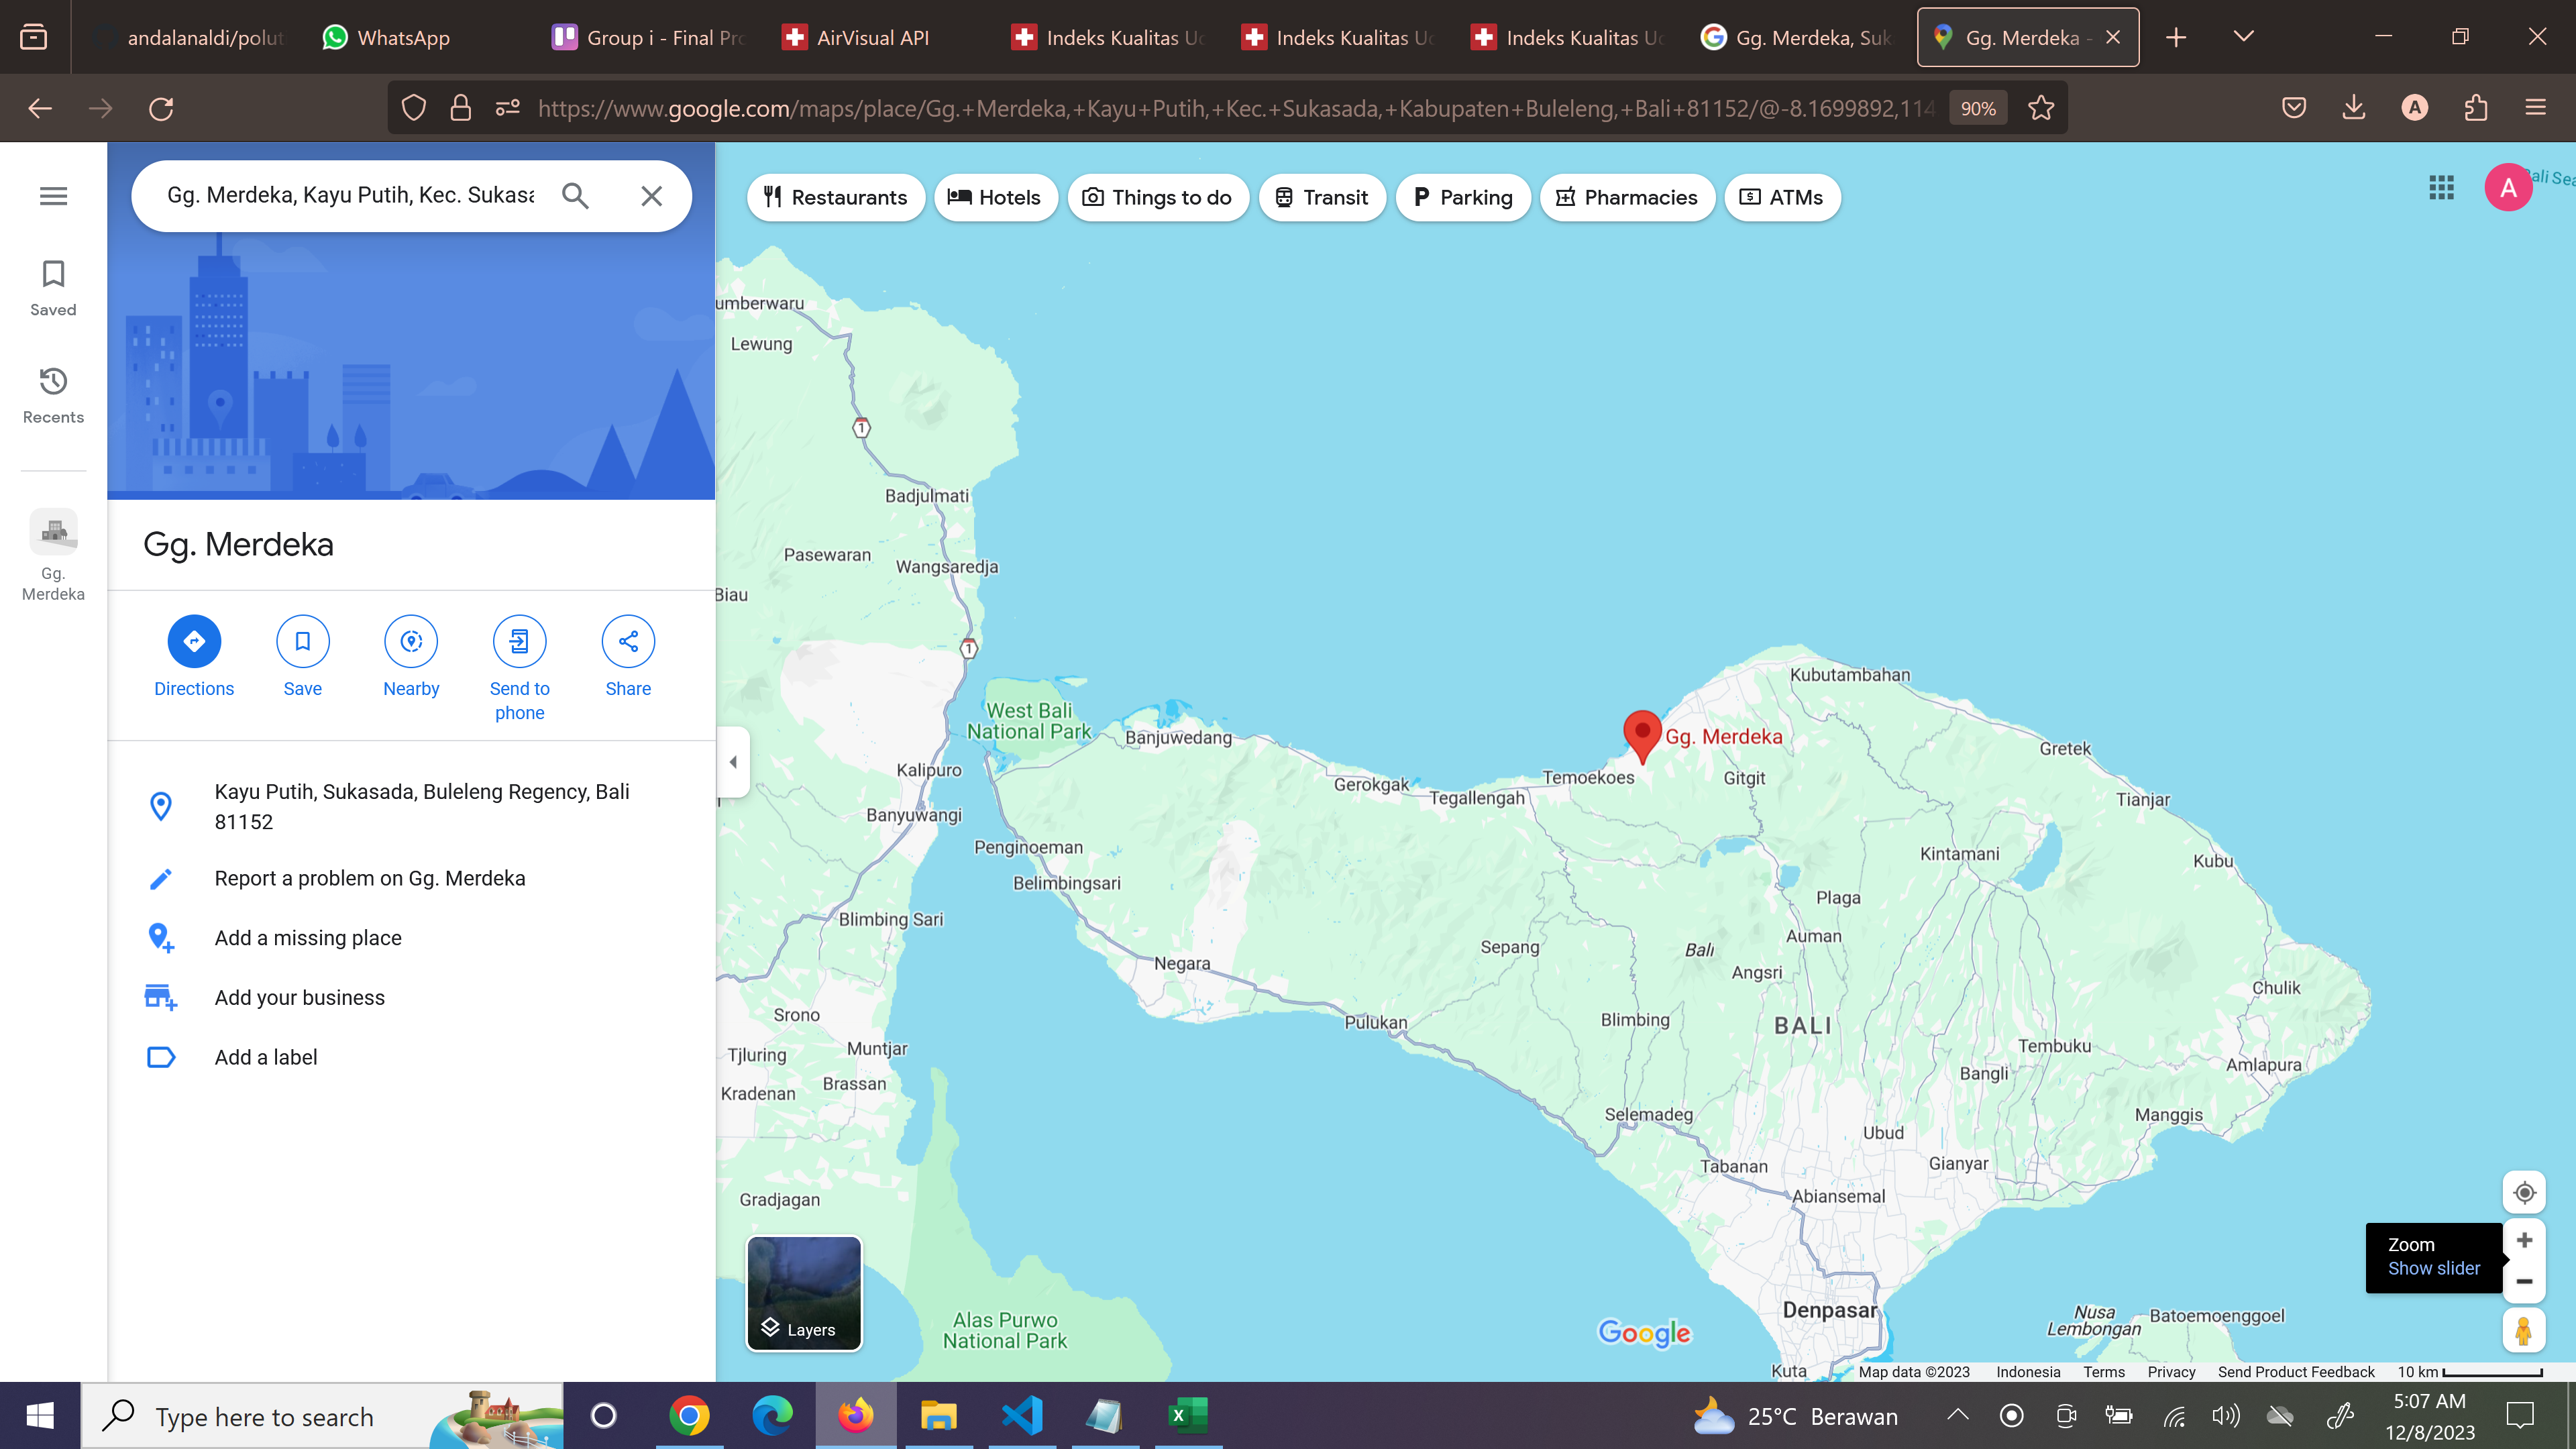 andalanaldi/polut
WhatsApp
Group i - Final Pro
AirVisual API
Indeks Kualitas Uc
Indeks Kualitas Uc
Indeks Kualitas Uc
Gg. Merdeka, Suk
Gg. Merdeka -
https://www.google.com/maps/place/Gg.+Merdeka,+Kayu+Putih,+Kec.+Sukasada,+Kabupaten+Buleleng,+Bali+81152/@-8.1699892,114
90%
A
Gg. Merdeka, Kayu Putih, Kec. Sukasa
Restaurants
Hotels
Things to do
Transit
Parking
Pharmacies
ATMs
A
Bali Sea
Saved
Recents
Gg.
Merdeka
Gg. Merdeka
Directions
Save
Nearby
Send to
phone
Share
Kayu Putih, Sukasada, Buleleng Regency, Bali
81152
Report a problem on Gg. Merdeka
Add a missing place
Add your business
Add a label
umberwaru
Lewung
1
Badjulmati
Pasewaran
Wangsaredja
Biau
1
West Bali
National Park
Banjuwedang
Kubutambahan
Gg. Merdeka
Gretek
Kalipuro
Gerokgak
Temoekoes
Gitgit
Tegallengah
Tianjar
Banyuwangi
Penginoeman
Kintamani
Kubu
Belimbingsari
Plaga
Blimbing Sari
Auman
Sepang
Bali
Negara
Angsri
Chulik
Srono
Pulukan
Blimbing
BALI
Tjluring
Muntjar
Tembuku
Amlapura
Kradenan
Brassan
Bangli
Selemadeg
Manggis
Ubud
Tabanan
Gianyar
Gradjagan
Abiansemal
Zoom
Show slider
Alas Purwo
National Park
Layers
Denpasar
Nusa
Lembongan
Batoemoenggoel
Google
Kuta
Map data ©2023
Indonesia
Terms
Privacy
Send Product Feedback
10 km
Type here to search
25°C Berawan
5:07 AM
12/8/2023